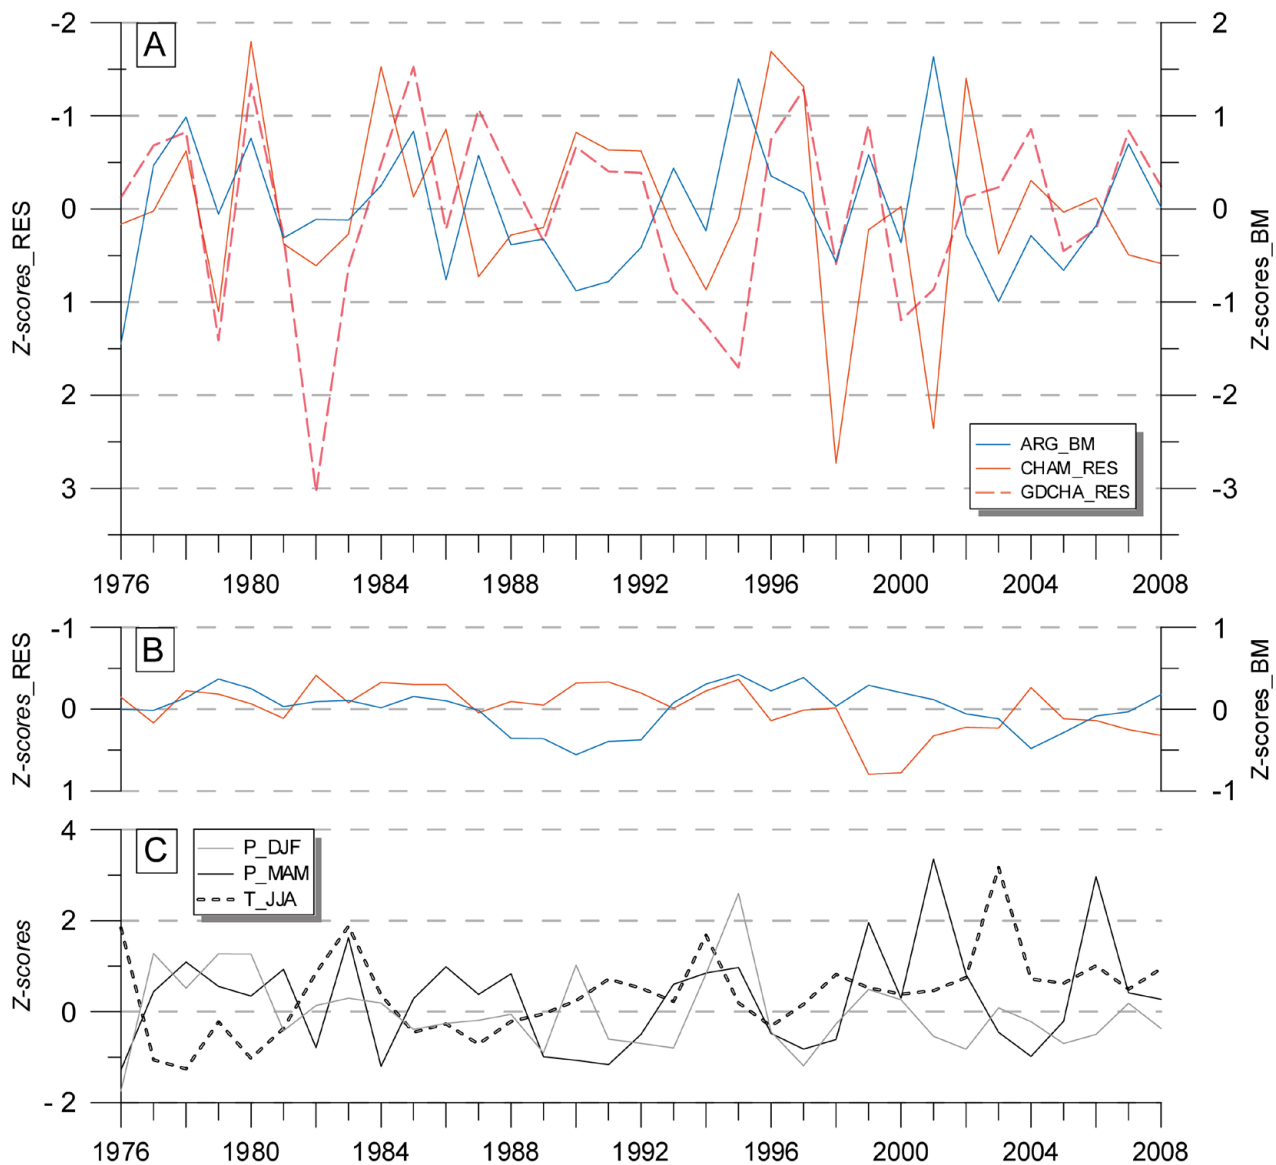 A
-2
-1
0
1
2
3
Z-scores_RES
2
1
0
-1
-2
-3
Z-scores_BM
ARG_BM
CHAM_RES
GDCHA_RES
1976 1980 1984 1988 1992 1996 2000 2004 2008
B
-1
0
1
Z-scores_RES
1
0
-1
Z-scores_BM
C
4
2
0
- 2
Z-scores
P_DJF
P_MAM
T_JJA
1976 1980 1984 1988 1992 1996 2000 2004 2008